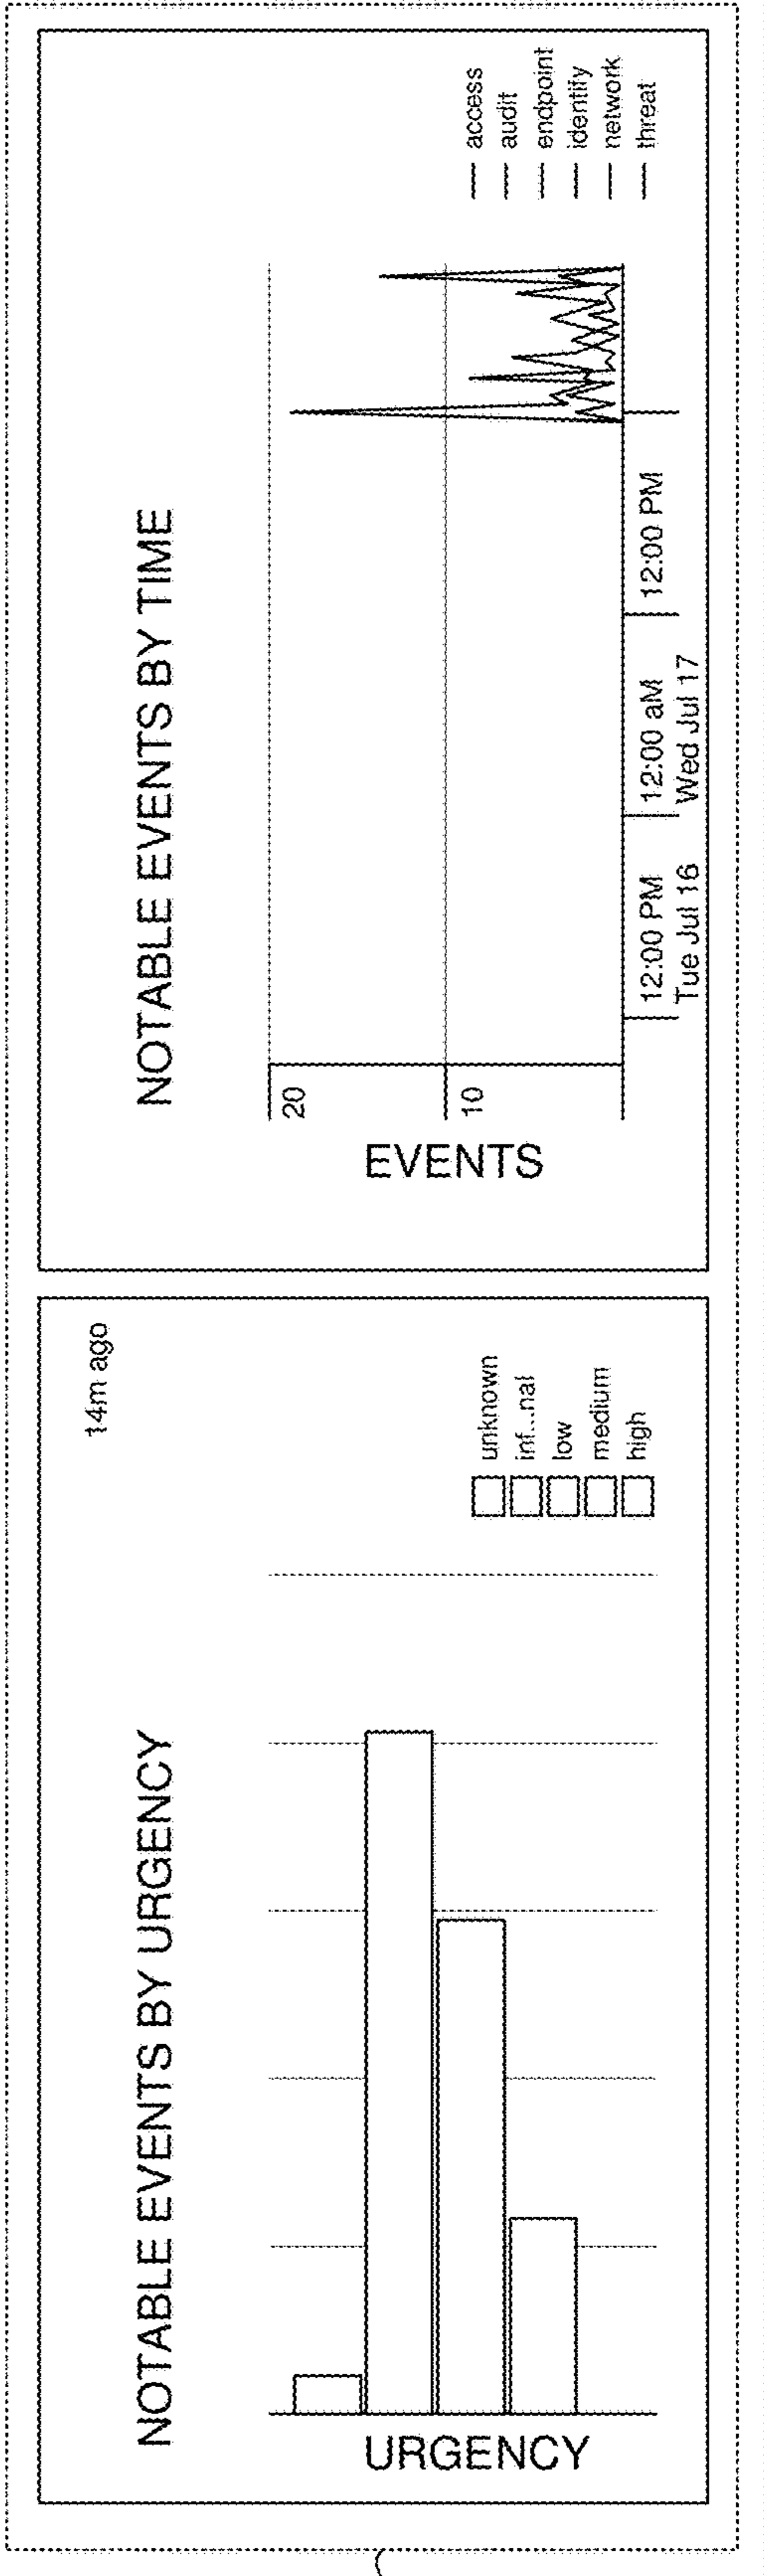 NOTABLE EVENTS BY URGENCY
14m ago
URGENCY
unknown
inf...nal
low
medium
high
NOTABLE EVENTS BY TIME
EVENTS
20
10
12:00 PM
Tue Jul 16
12:00 aM
Wed Jul 17
12:00 PM
access
audit
endpoint
identify
network
threat